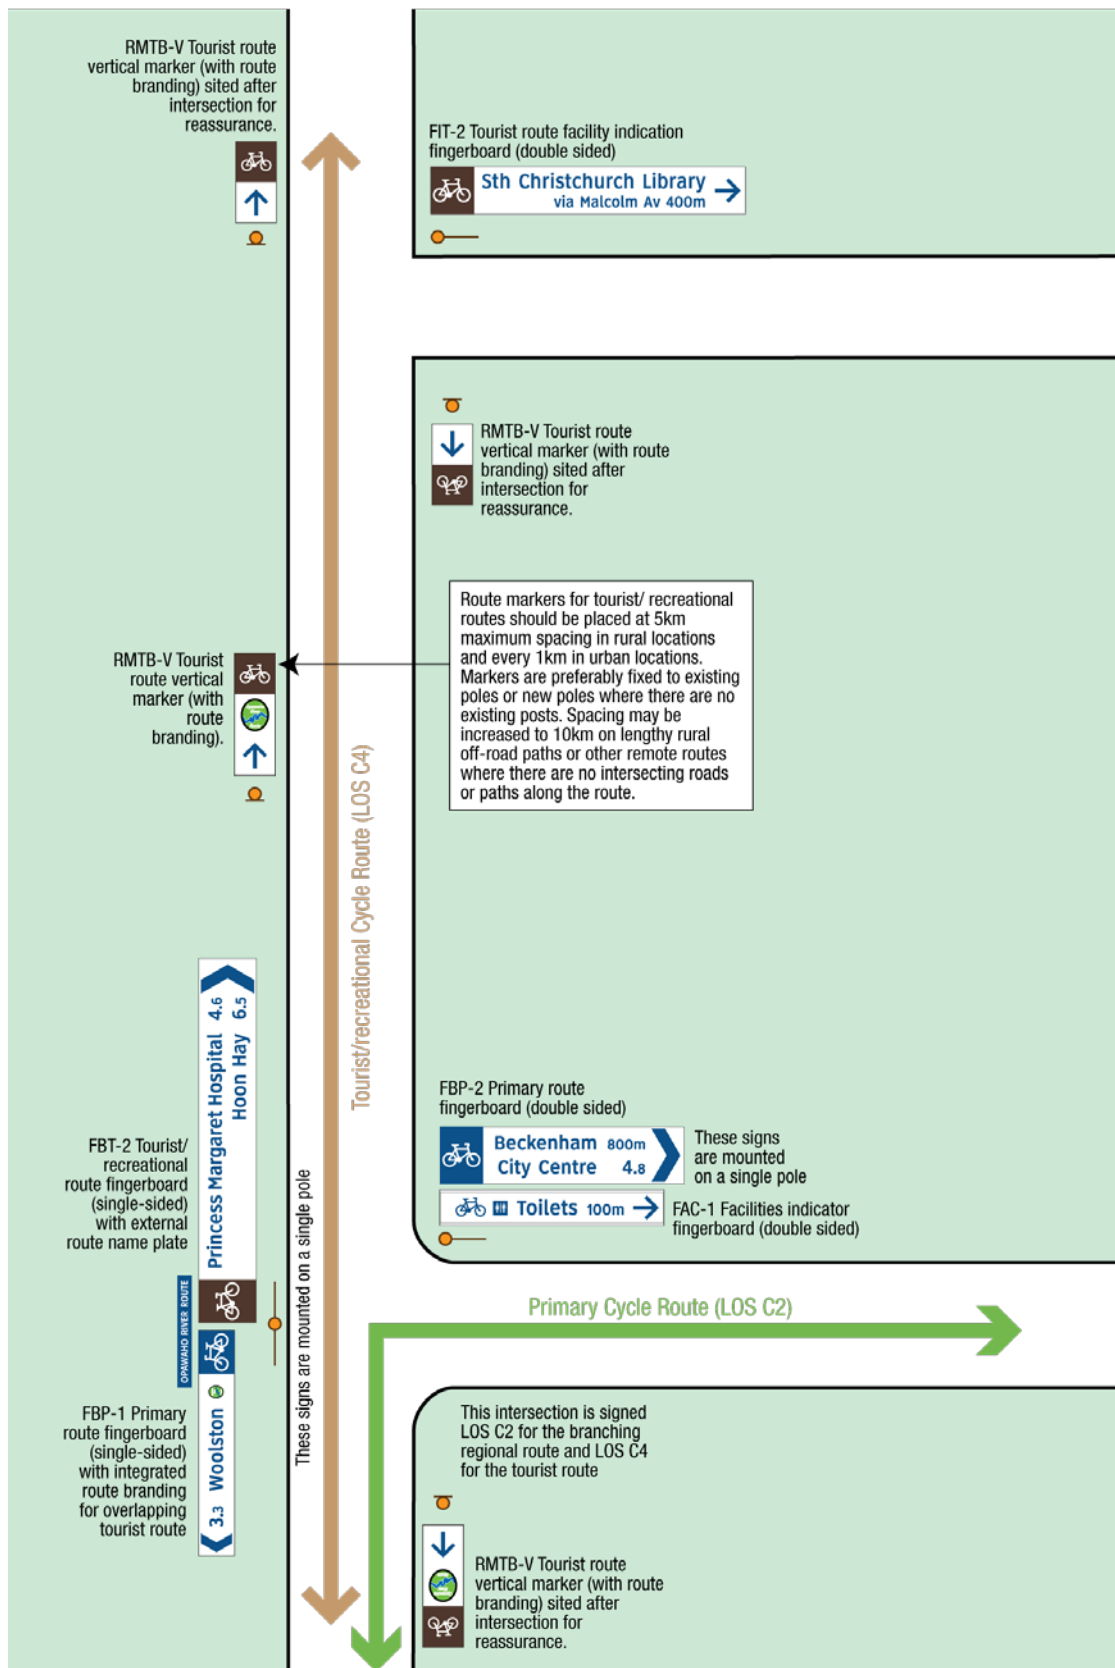 RMTB-V Tourist route
vertical marker (with route
branding) sited after
intersection for
reassurance.
FIT-2 Tourist route facility indication
fingerboard (double sided)
Sth Christchurch Library
via Malcolm Av 400m
RMTB-V Tourist route
vertical marker (with route
branding) sited after
intersection for
reassurance.
Route markers for tourist/ recreational
routes should be placed at 5km
maximum spacing in rural locations
and every 1km in urban locations.
Markers are preferably fixed to existing
poles or new poles where there are no
existing posts. Spacing may be
increased to 10km on lengthy rural
off-road paths or other remote routes
where there are no intersecting roads
or paths along the route.
RMTB-V Tourist
route vertical
marker (with
route
branding).
Tourist/recreational Cycle Route (LOS C4)
Princess Margaret Hospital 4.6
Hoon Hay 6.5
FBT-2 Tourist/
recreational
route fingerboard
(single-sided)
with external
route name plate
OPAWAHO RIVER ROUTE
These signs are mounted on a single pole
FBP-2 Primary route
fingerboard (double sided)
Beckenham 800m
City Centre 4.8
These signs
are mounted
on a single pole
Toilets 100m
FAC-1 Facilities indicator
fingerboard (double sided)
Primary Cycle Route (LOS C2)
FBP-1 Primary
route fingerboard
(single-sided)
with integrated
route branding
for overlapping
tourist route
3.3 Woolston
This intersection is signed
LOS C2 for the branching
regional route and LOS C4
for the tourist route
RMTB-V Tourist route
vertical marker (with route
branding) sited after
intersection for
reassurance.